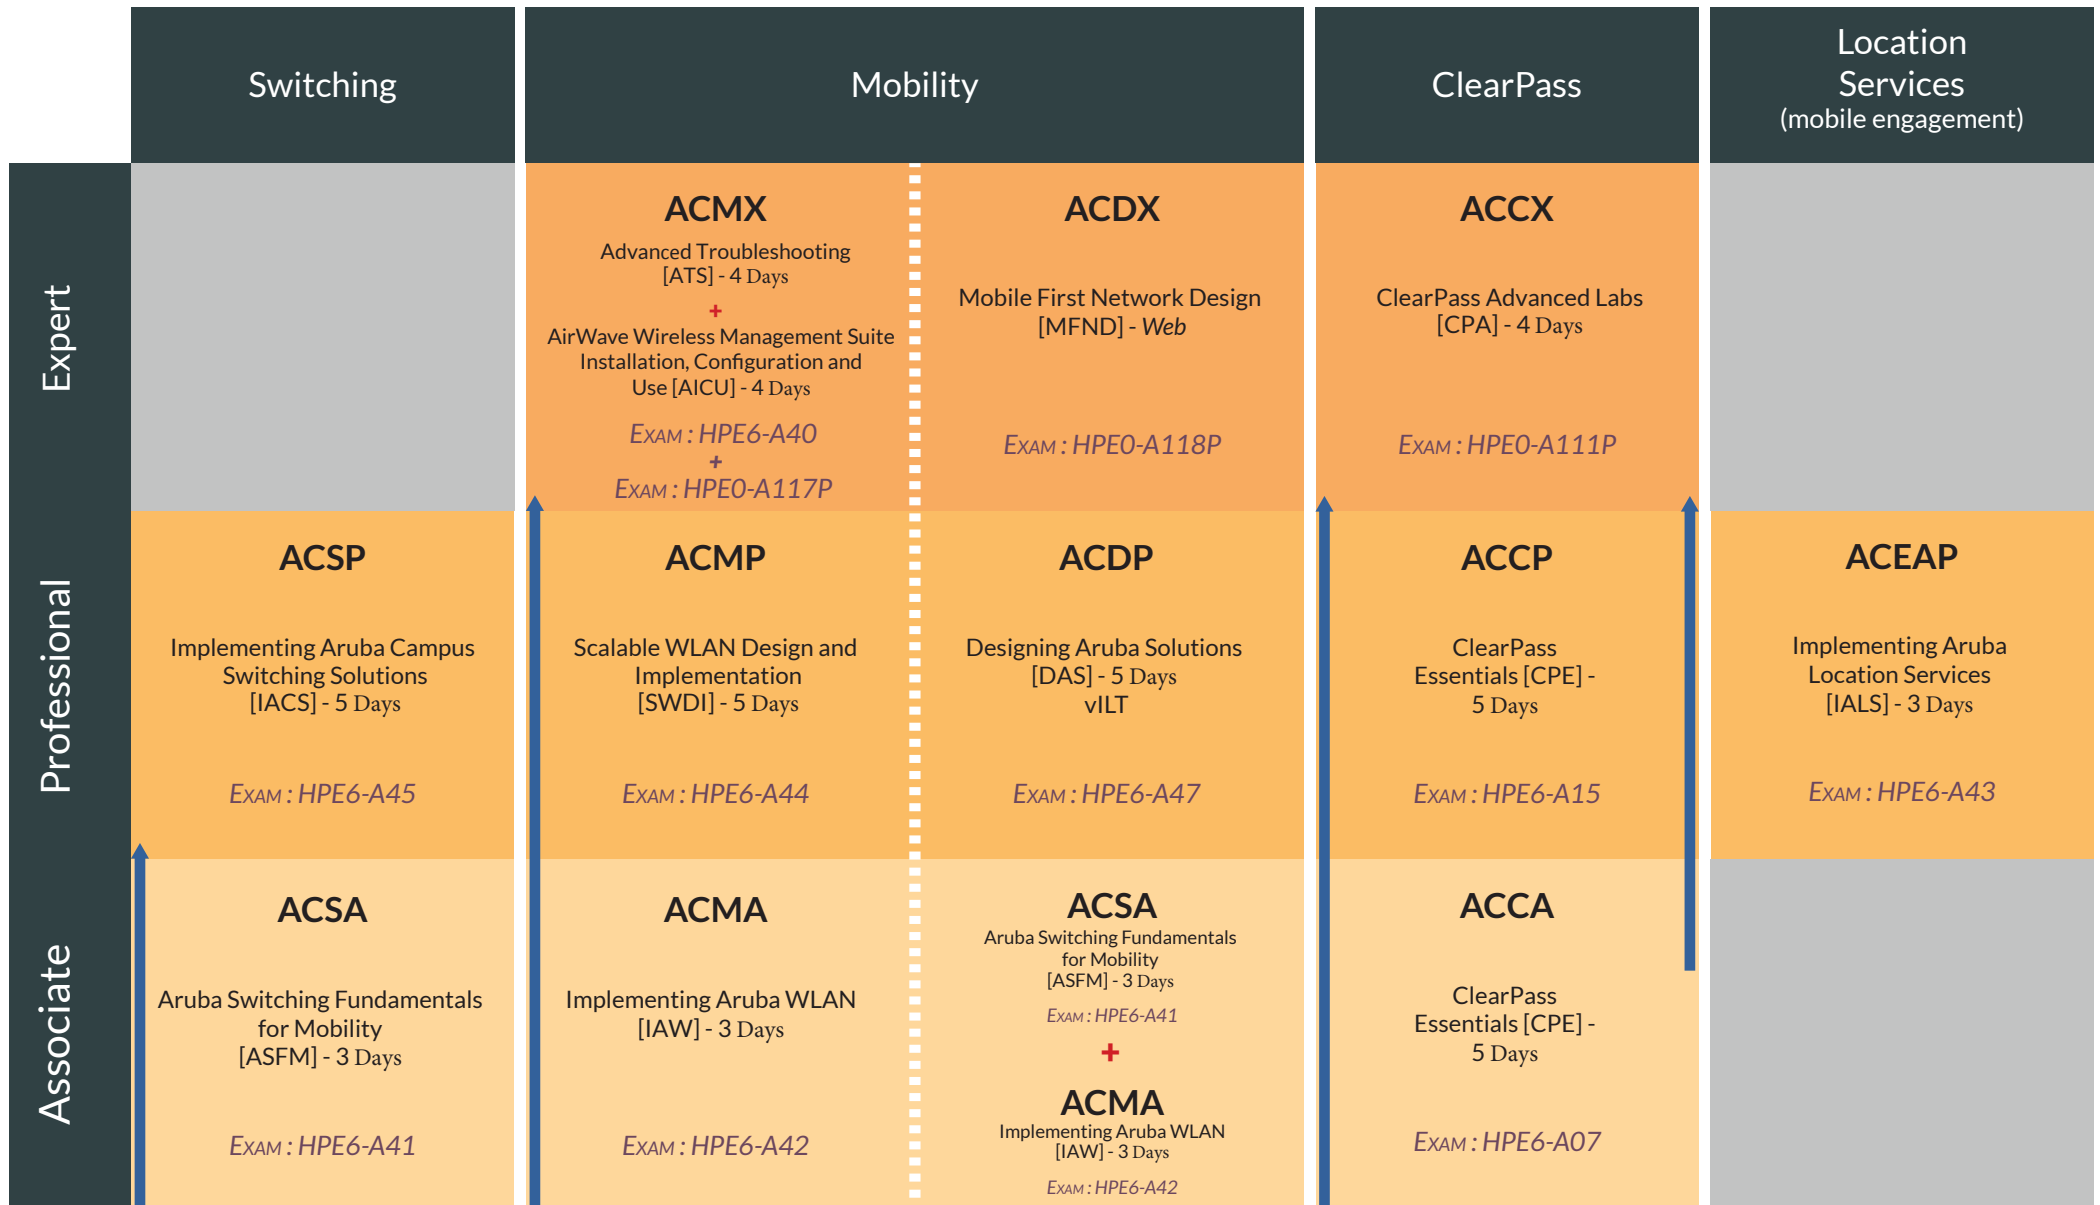 Switching
Mobility
ClearPass
Location
Services
(mobile engagement)
Expert
ACMX
Advanced Troubleshooting
[ATS] - 4 Days
+
AirWave Wireless Management Suite
Installation, Configuration and
Use [AICU] - 4 Days
Exam : HPE6-A40
+
Exam : HPE0-A117P
ACDX
Mobile First Network Design
[MFND] - Web
Exam : HPE0-A118P
ACCX
ClearPass Advanced Labs
[CPA] - 4 Days
Exam : HPE0-A111P
Professional
ACSP
Implementing Aruba Campus
Switching Solutions
[IACS] - 5 Days
Exam : HPE6-A45
ACMP
Scalable WLAN Design and
Implementation
[SWDI] - 5 Days
Exam : HPE6-A44
ACDP
Designing Aruba Solutions
[DAS] - 5 Days
vILT
Exam : HPE6-A47
ACCP
ClearPass
Essentials [CPE] -
5 Days
Exam : HPE6-A15
ACEAP
Implementing Aruba
Location Services
[IALS] - 3 Days
Exam : HPE6-A43
Associate
ACSA
Aruba Switching Fundamentals
for Mobility
[ASFM] - 3 Days
Exam : HPE6-A41
ACMA
Implementing Aruba WLAN
[IAW] - 3 Days
Exam : HPE6-A42
ACSA
Aruba Switching Fundamentals
for Mobility
[ASFM] - 3 Days
Exam : HPE6-A41
+
ACMA
Implementing Aruba WLAN
[IAW] - 3 Days
Exam : HPE6-A42
ACCA
ClearPass
Essentials [CPE] -
5 Days
Exam : HPE6-A07